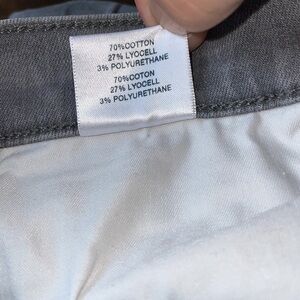 70%COTTON
27% LYOCELL
3% POLYURETHANE
70%COTON
27% LYOCELL
3% POLYURETHANE